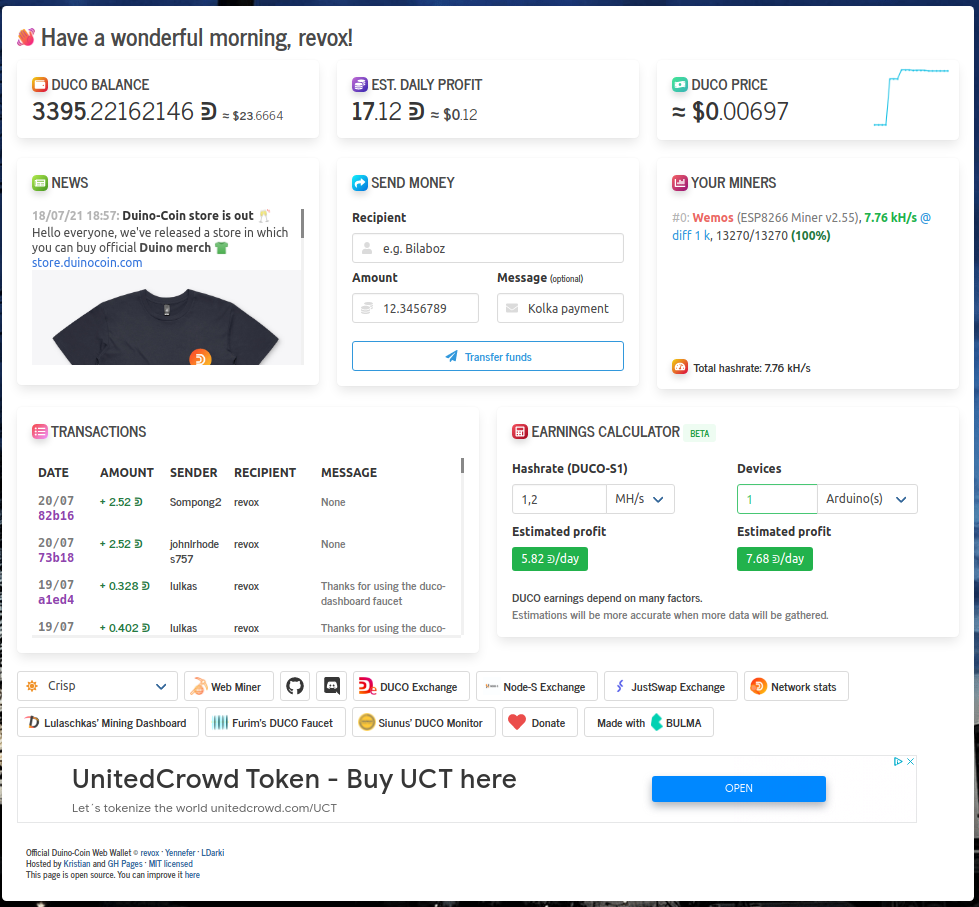 Have a wonderful morning, revox!
DUCO BALANCE
3395.22162146 ≈ $23.6664
EST. DAILY PROFIT
17.12 ≈ $0.12
DUCO PRICE
≈ $0.00697
NEWS
18/07/21 18:57: Duino-Coin store is out
Hello everyone, we've released a store in which
you can buy official Duino merch
store.duinocoin.com
SEND MONEY
Recipient
e.g. Bilaboz
Amount
Message (optional)
12.3456789
Kolka payment
Transfer funds
YOUR MINERS
#0: Wemos (ESP8266 Miner v2.55), 7.76 kH/s @
diff 1 k, 13270/13270 (100%)
Total hashrate: 7.76 kH/s
TRANSACTIONS
DATE AMOUNT SENDER RECIPIENT MESSAGE
20/07 + 2.52 Sompong2 revox None
82b16
20/07 + 2.52 johnlrhode revox None
73b18 s757
19/07 + 0.328 lulkas revox Thanks for using the duco-
a1ed4 dashboard faucet
19/07 + 0.402 lulkas revox Thanks for using the duco-
EARNINGS CALCULATOR BETA
Hashrate (DUCO-S1) Devices
1,2 MH/s 1 Arduino(s)
Estimated profit Estimated profit
5.82 /day 7.68 /day
DUCO earnings depend on many factors.
Estimations will be more accurate when more data will be gathered.
Crisp Web Miner DUCO Exchange Node-S Exchange JustSwap Exchange Network stats
Lulaschkas' Mining Dashboard Furim's DUCO Faucet Siunus' DUCO Monitor Donate Made with BULMA
UnitedCrowd Token - Buy UCT here
Let´s tokenize the world unitedcrowd.com/UCT
OPEN
Official Duino-Coin Web Wallet © revox · Yennefer · LDarki
Hosted by Kristian and GH Pages · MIT licensed
This page is open source. You can improve it here